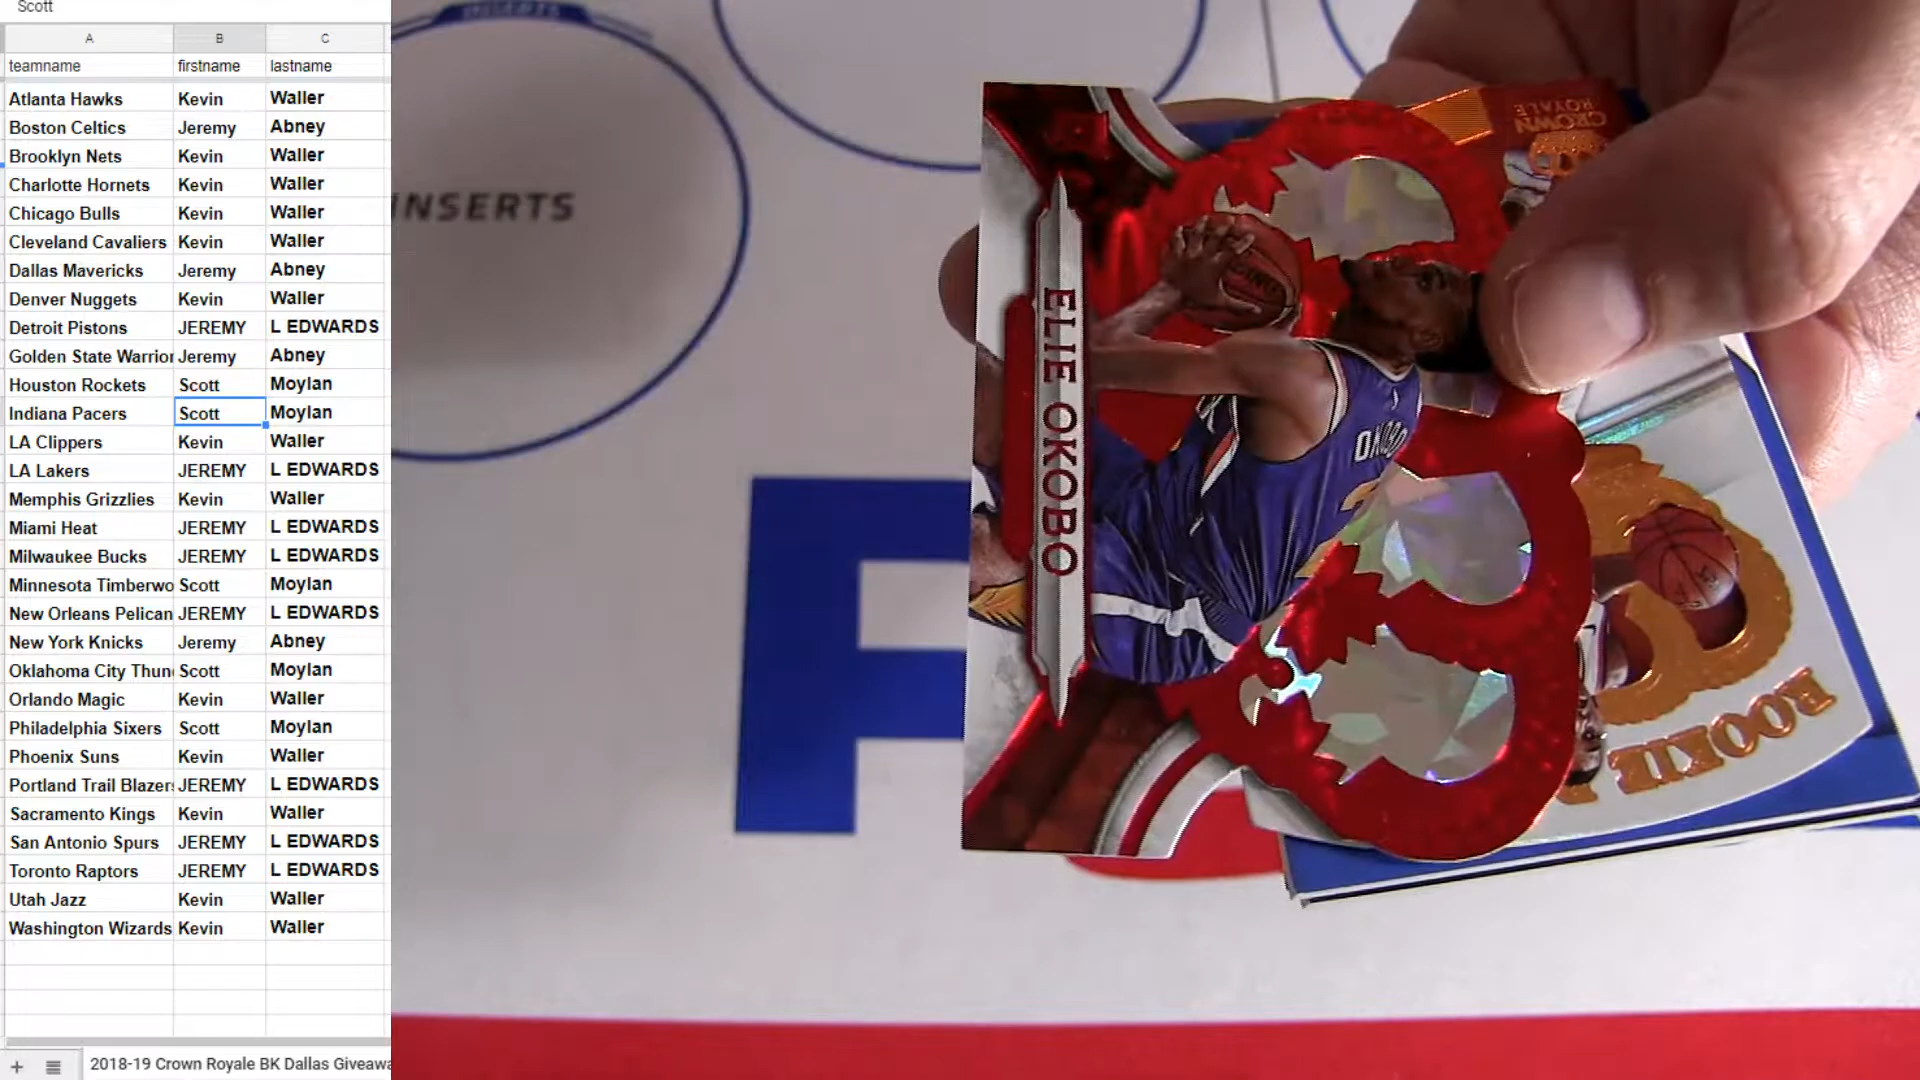 Scott
A B C
teamname firstname lastname
Atlanta Hawks Kevin Waller
Boston Celtics Jeremy Abney
Brooklyn Nets Kevin Waller
Charlotte Hornets Kevin Waller
Chicago Bulls Kevin Waller
Cleveland Cavaliers Kevin Waller
Dallas Mavericks Jeremy Abney
Denver Nuggets Kevin Waller
Detroit Pistons JEREMY L EDWARDS
Golden State Warrior Jeremy Abney
Houston Rockets Scott Moylan
Indiana Pacers Scott Moylan
LA Clippers Kevin Waller
LA Lakers JEREMY L EDWARDS
Memphis Grizzlies Kevin Waller
Miami Heat JEREMY L EDWARDS
Milwaukee Bucks JEREMY L EDWARDS
Minnesota Timberwo Scott Moylan
New Orleans Pelican JEREMY L EDWARDS
New York Knicks Jeremy Abney
Oklahoma City Thun Scott Moylan
Orlando Magic Kevin Waller
Philadelphia Sixers Scott Moylan
Phoenix Suns Kevin Waller
Portland Trail Blazers JEREMY L EDWARDS
Sacramento Kings Kevin Waller
San Antonio Spurs JEREMY L EDWARDS
Toronto Raptors JEREMY L EDWARDS
Utah Jazz Kevin Waller
Washington Wizards Kevin Waller
2018-19 Crown Royale BK Dallas Giveawa
INSERTS
INSERTS
ELIE OKOBO
OKOBO
CROWN
ROYALE
ROOKIE